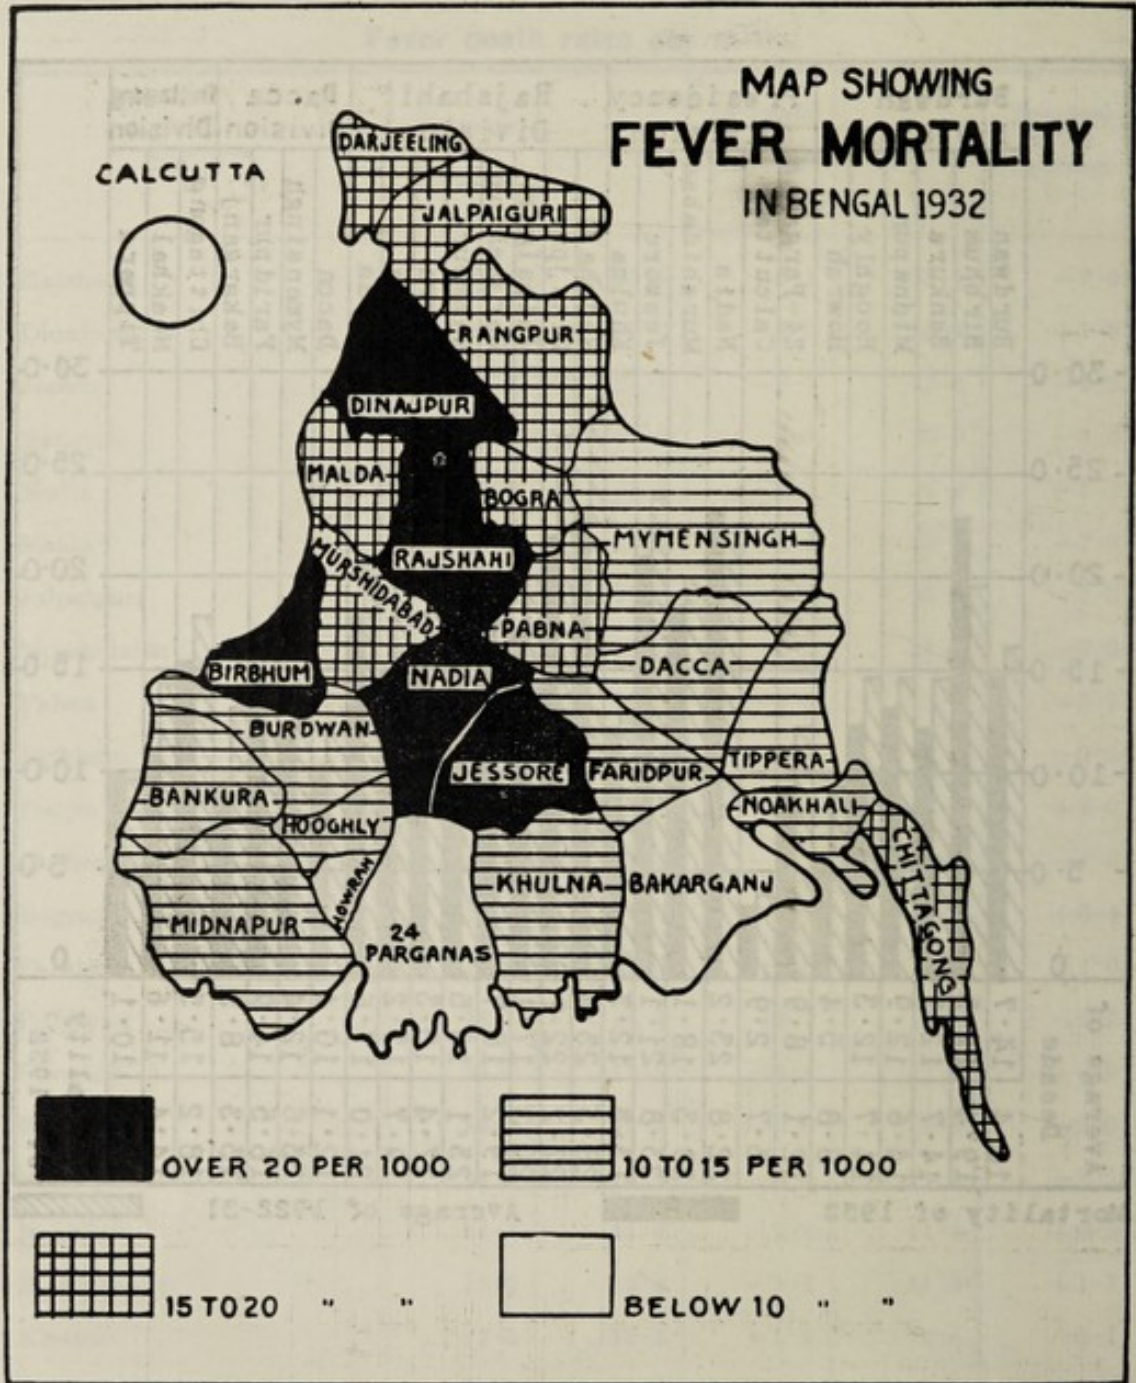 MAP SHOWING
FEVER MORTALITY
IN BENGAL 1932
CALCUTTA
DARJEELING
JALPAIGURI
RANGPUR
DINAJPUR
MALDA
BOGRA
MYMENSINGH
RAJSHAHI
MURSHIDABAD
PABNA
DACCA
BIRBHUM
NADIA
BURDWAN
JESSORE
FARIDPUR
TIPPERA
BANKURA
HOOGHLY
NOAKHALI
CHITTAGONG
HOWRAH
KHULNA
BAKARGANJ
MIDNAPUR
24
PARGANAS
OVER 20 PER 1000
10 TO 15 PER 1000
15 TO 20 " "
BELOW 10 " "